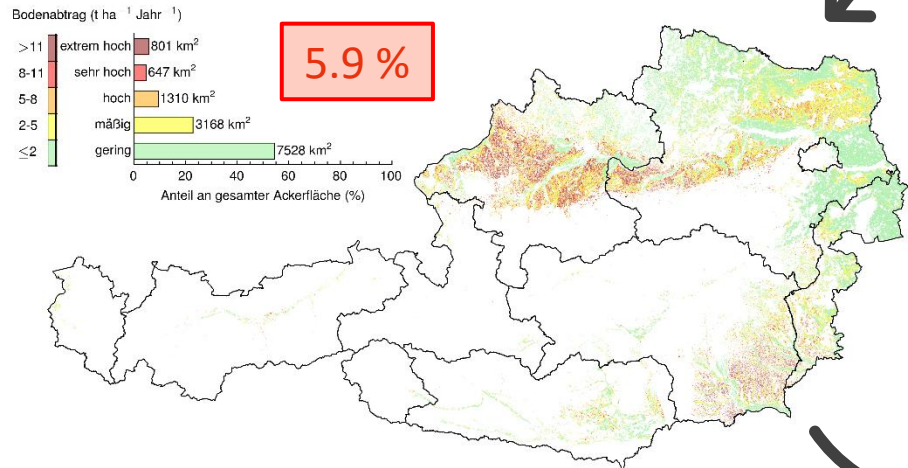 Bodenabtrag (t ha ⁻¹ Jahr ⁻¹)
>11 extrem hoch 801 km²
8-11 sehr hoch 647 km²
5-8 hoch 1310 km²
2-5 mäßig 3168 km²
≤2 gering 7528 km²
0 20 40 60 80 100
Anteil an gesamter Ackerfläche (%)
5.9 %